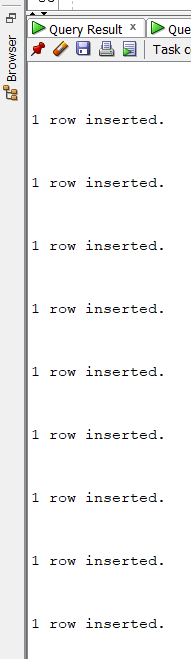 Browser
Query Result x
Que
Task c
1 row inserted.
1 row inserted.
1 row inserted.
1 row inserted.
1 row inserted.
1 row inserted.
1 row inserted.
1 row inserted.
1 row inserted.